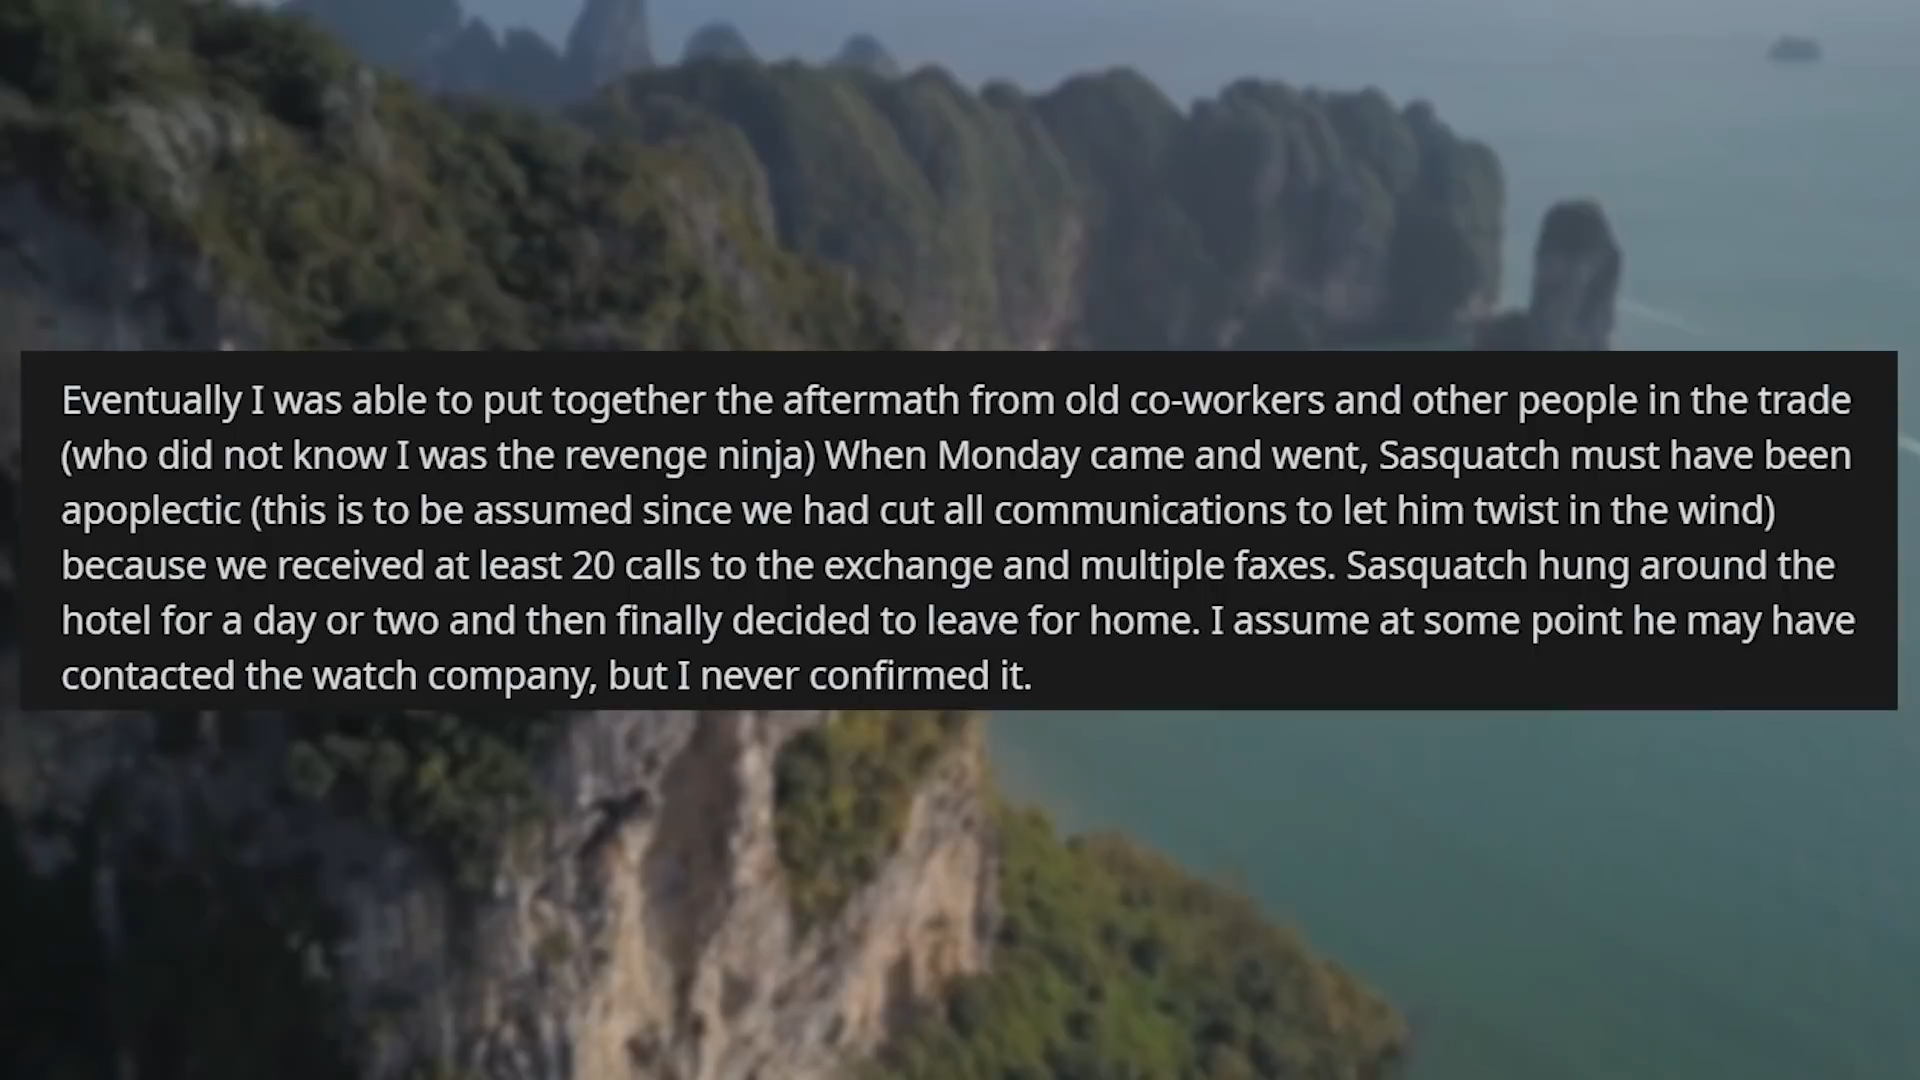 Eventually I was able to put together the aftermath from old co-workers and other people in the trade
(who did not know I was the revenge ninja) When Monday came and went, Sasquatch must have been
apoplectic (this is to be assumed since we had cut all communications to let him twist in the wind)
because we received at least 20 calls to the exchange and multiple faxes. Sasquatch hung around the
hotel for a day or two and then finally decided to leave for home. I assume at some point he may have
contacted the watch company, but I never confirmed it.